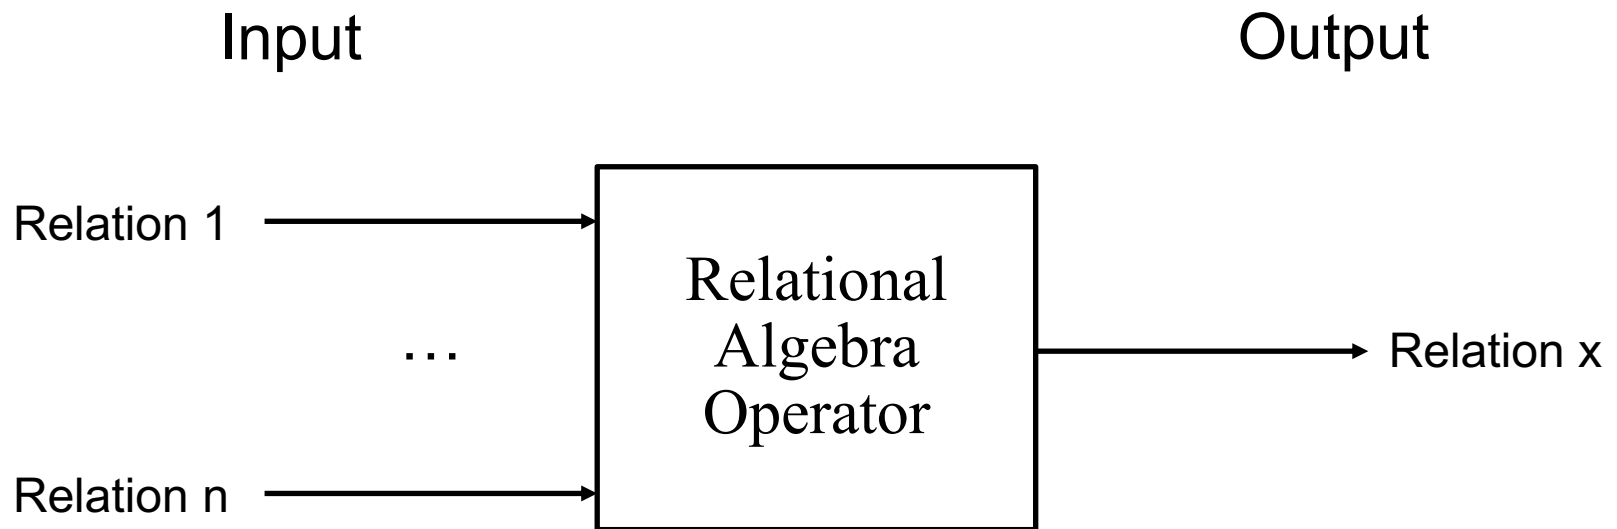 Input
Output
Relation 1
...
Relation n
Relational
Algebra
Operator
Relation x